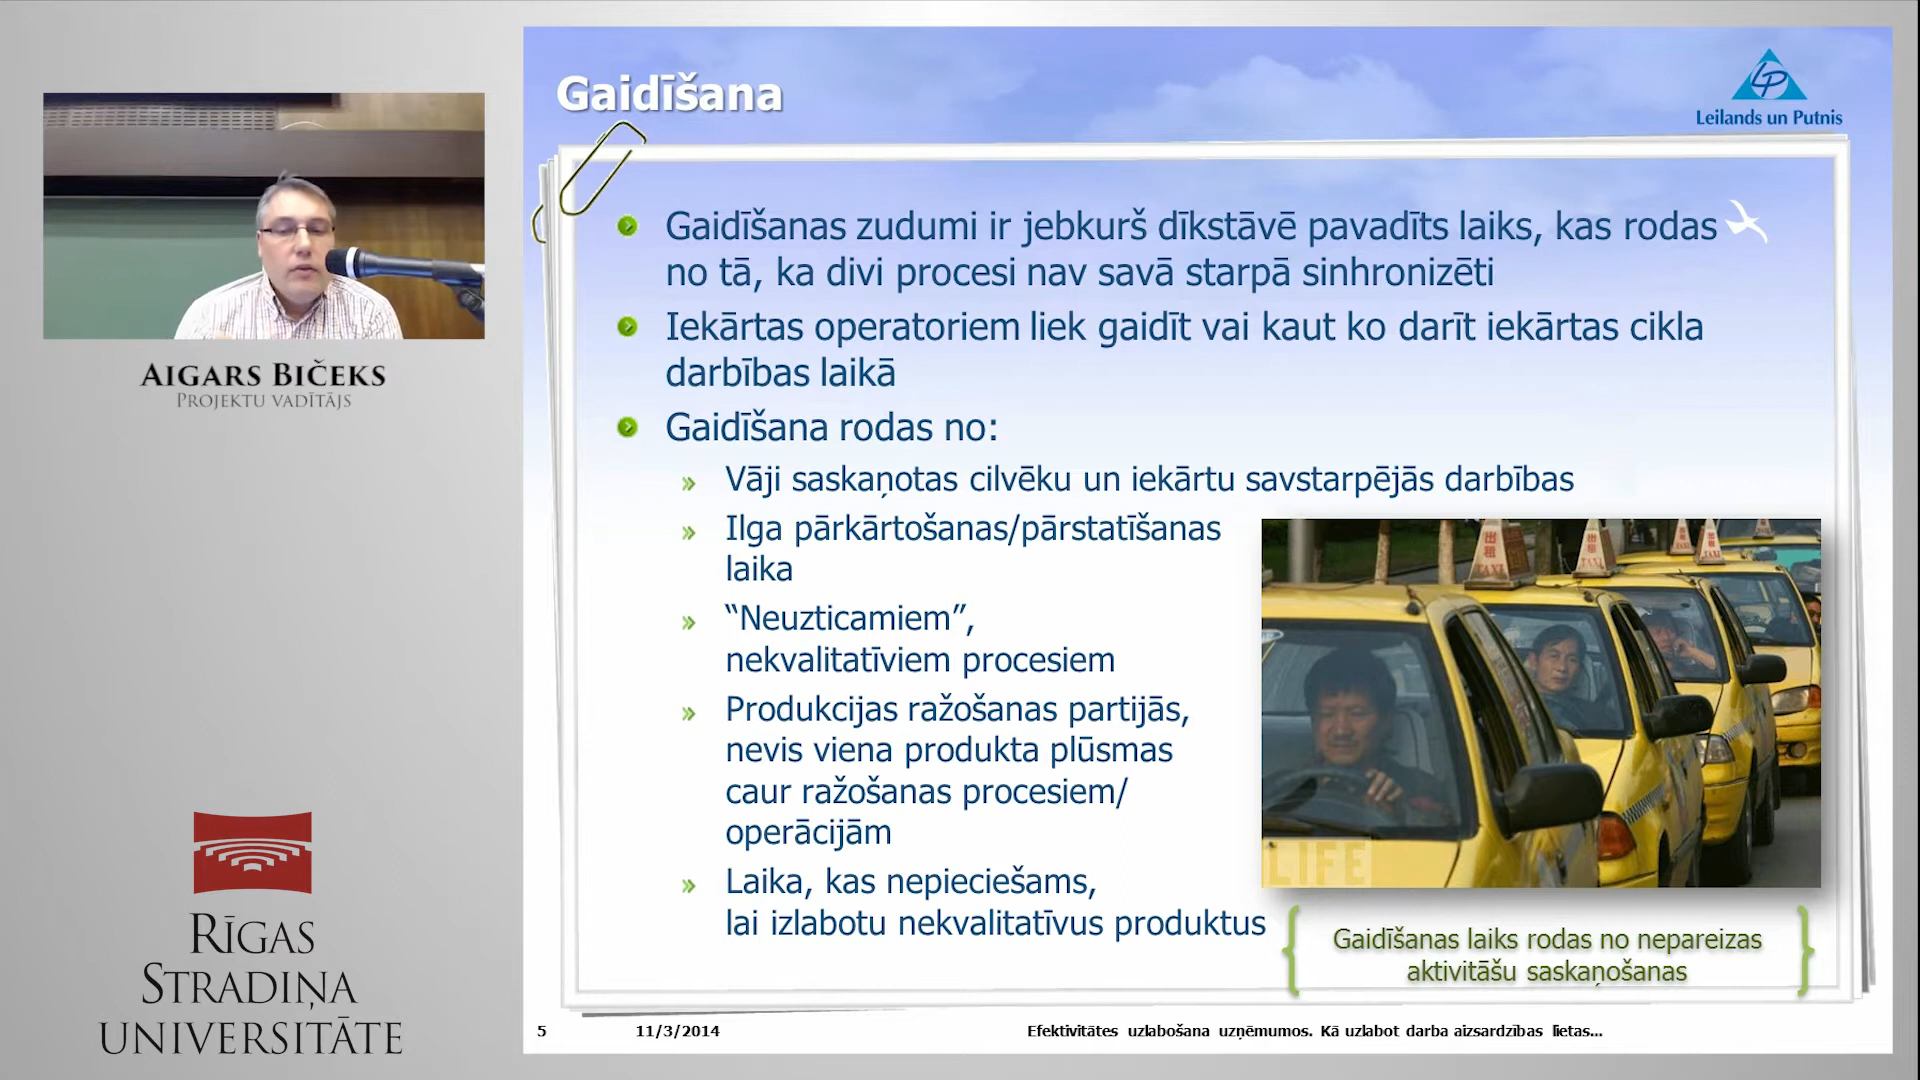 Gaidīšana
Leilands un Putnis
Gaidīšanas zudumi ir jebkurš dīkstāvē pavadīts laiks, kas rodas
no tā, ka divi procesi nav savā starpā sinhronizēti
Iekārtas operatoriem liek gaidīt vai kaut ko darīt iekārtas cikla
darbības laikā
Gaidīšana rodas no:
» Vāji saskaņotas cilvēku un iekārtu savstarpējās darbības
» Ilga pārkārtošanas/pārstatīšanas
laika
» “Neuzticamiem”,
nekvalitatīviem procesiem
» Produkcijas ražošanas partijās,
nevis viena produkta plūsmas
caur ražošanas procesiem/
operācijām
» Laika, kas nepieciešams,
lai izlabotu nekvalitatīvus produktus
出租
TAXI
出租
TAXI
LIFE
Gaidīšanas laiks rodas no nepareizas
aktivitāšu saskaņošanas
5
11/3/2014
Efektivitātes uzlabošana uzņēmumos. Kā uzlabot darba aizsardzības lietas...
Aigars Bičeks
Projektu vadītājs
Rīgas
Stradiņa
universitāte